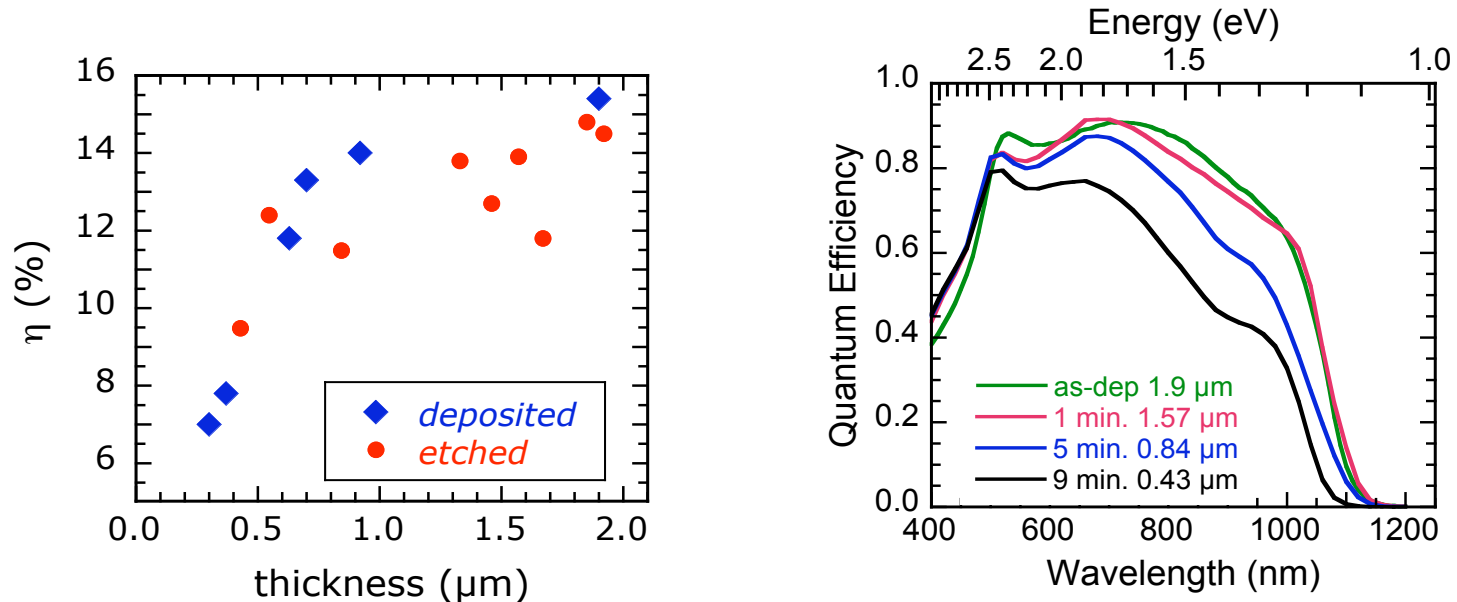 16
14
12
10
8
6
η (%)
0.0 0.5 1.0 1.5 2.0
thickness (µm)
deposited
etched
Energy (eV)
2.5 2.0 1.5 1.0
1.0
0.8
0.6
0.4
0.2
0.0
Quantum Efficiency
as-dep 1.9 µm
1 min. 1.57 µm
5 min. 0.84 µm
9 min. 0.43 µm
400 600 800 1000 1200
Wavelength (nm)